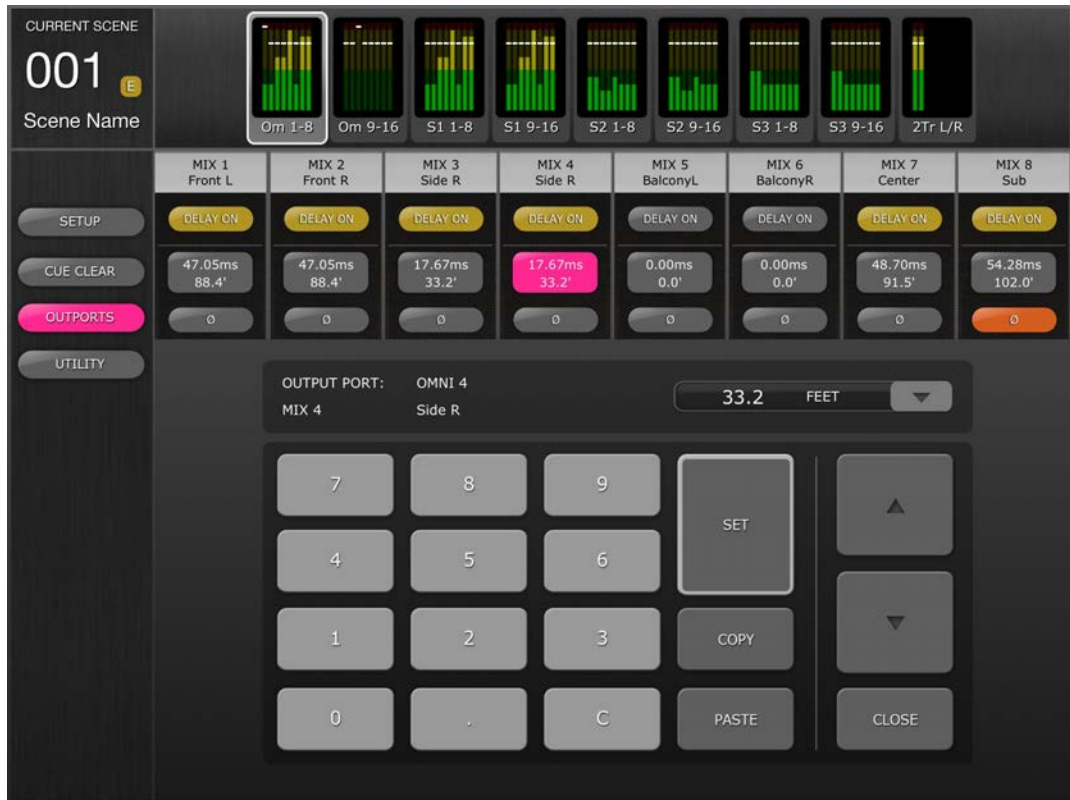 CURRENT SCENE
001 E
Scene Name
Om 1-8 Om 9-16 S1 1-8 S1 9-16 S2 1-8 S2 9-16 S3 1-8 S3 9-16 2Tr L/R
MIX 1 MIX 2 MIX 3 MIX 4 MIX 5 MIX 6 MIX 7 MIX 8
Front L Front R Side R Side R BalconyL BalconyR Center Sub
SETUP
DELAY ON DELAY ON DELAY ON DELAY ON DELAY ON DELAY ON DELAY ON DELAY ON
CUE CLEAR
47.05ms 47.05ms 17.67ms 17.67ms 0.00ms 0.00ms 48.70ms 54.28ms
88.4' 88.4' 33.2' 33.2' 0.0' 0.0' 91.5' 102.0'
OUTPORTS
Ø Ø Ø Ø Ø Ø Ø Ø
UTILITY
OUTPUT PORT: OMNI 4
MIX 4 Side R
33.2 FEET
7 8 9
SET
4 5 6
1 2 3 COPY
0 . C PASTE CLOSE